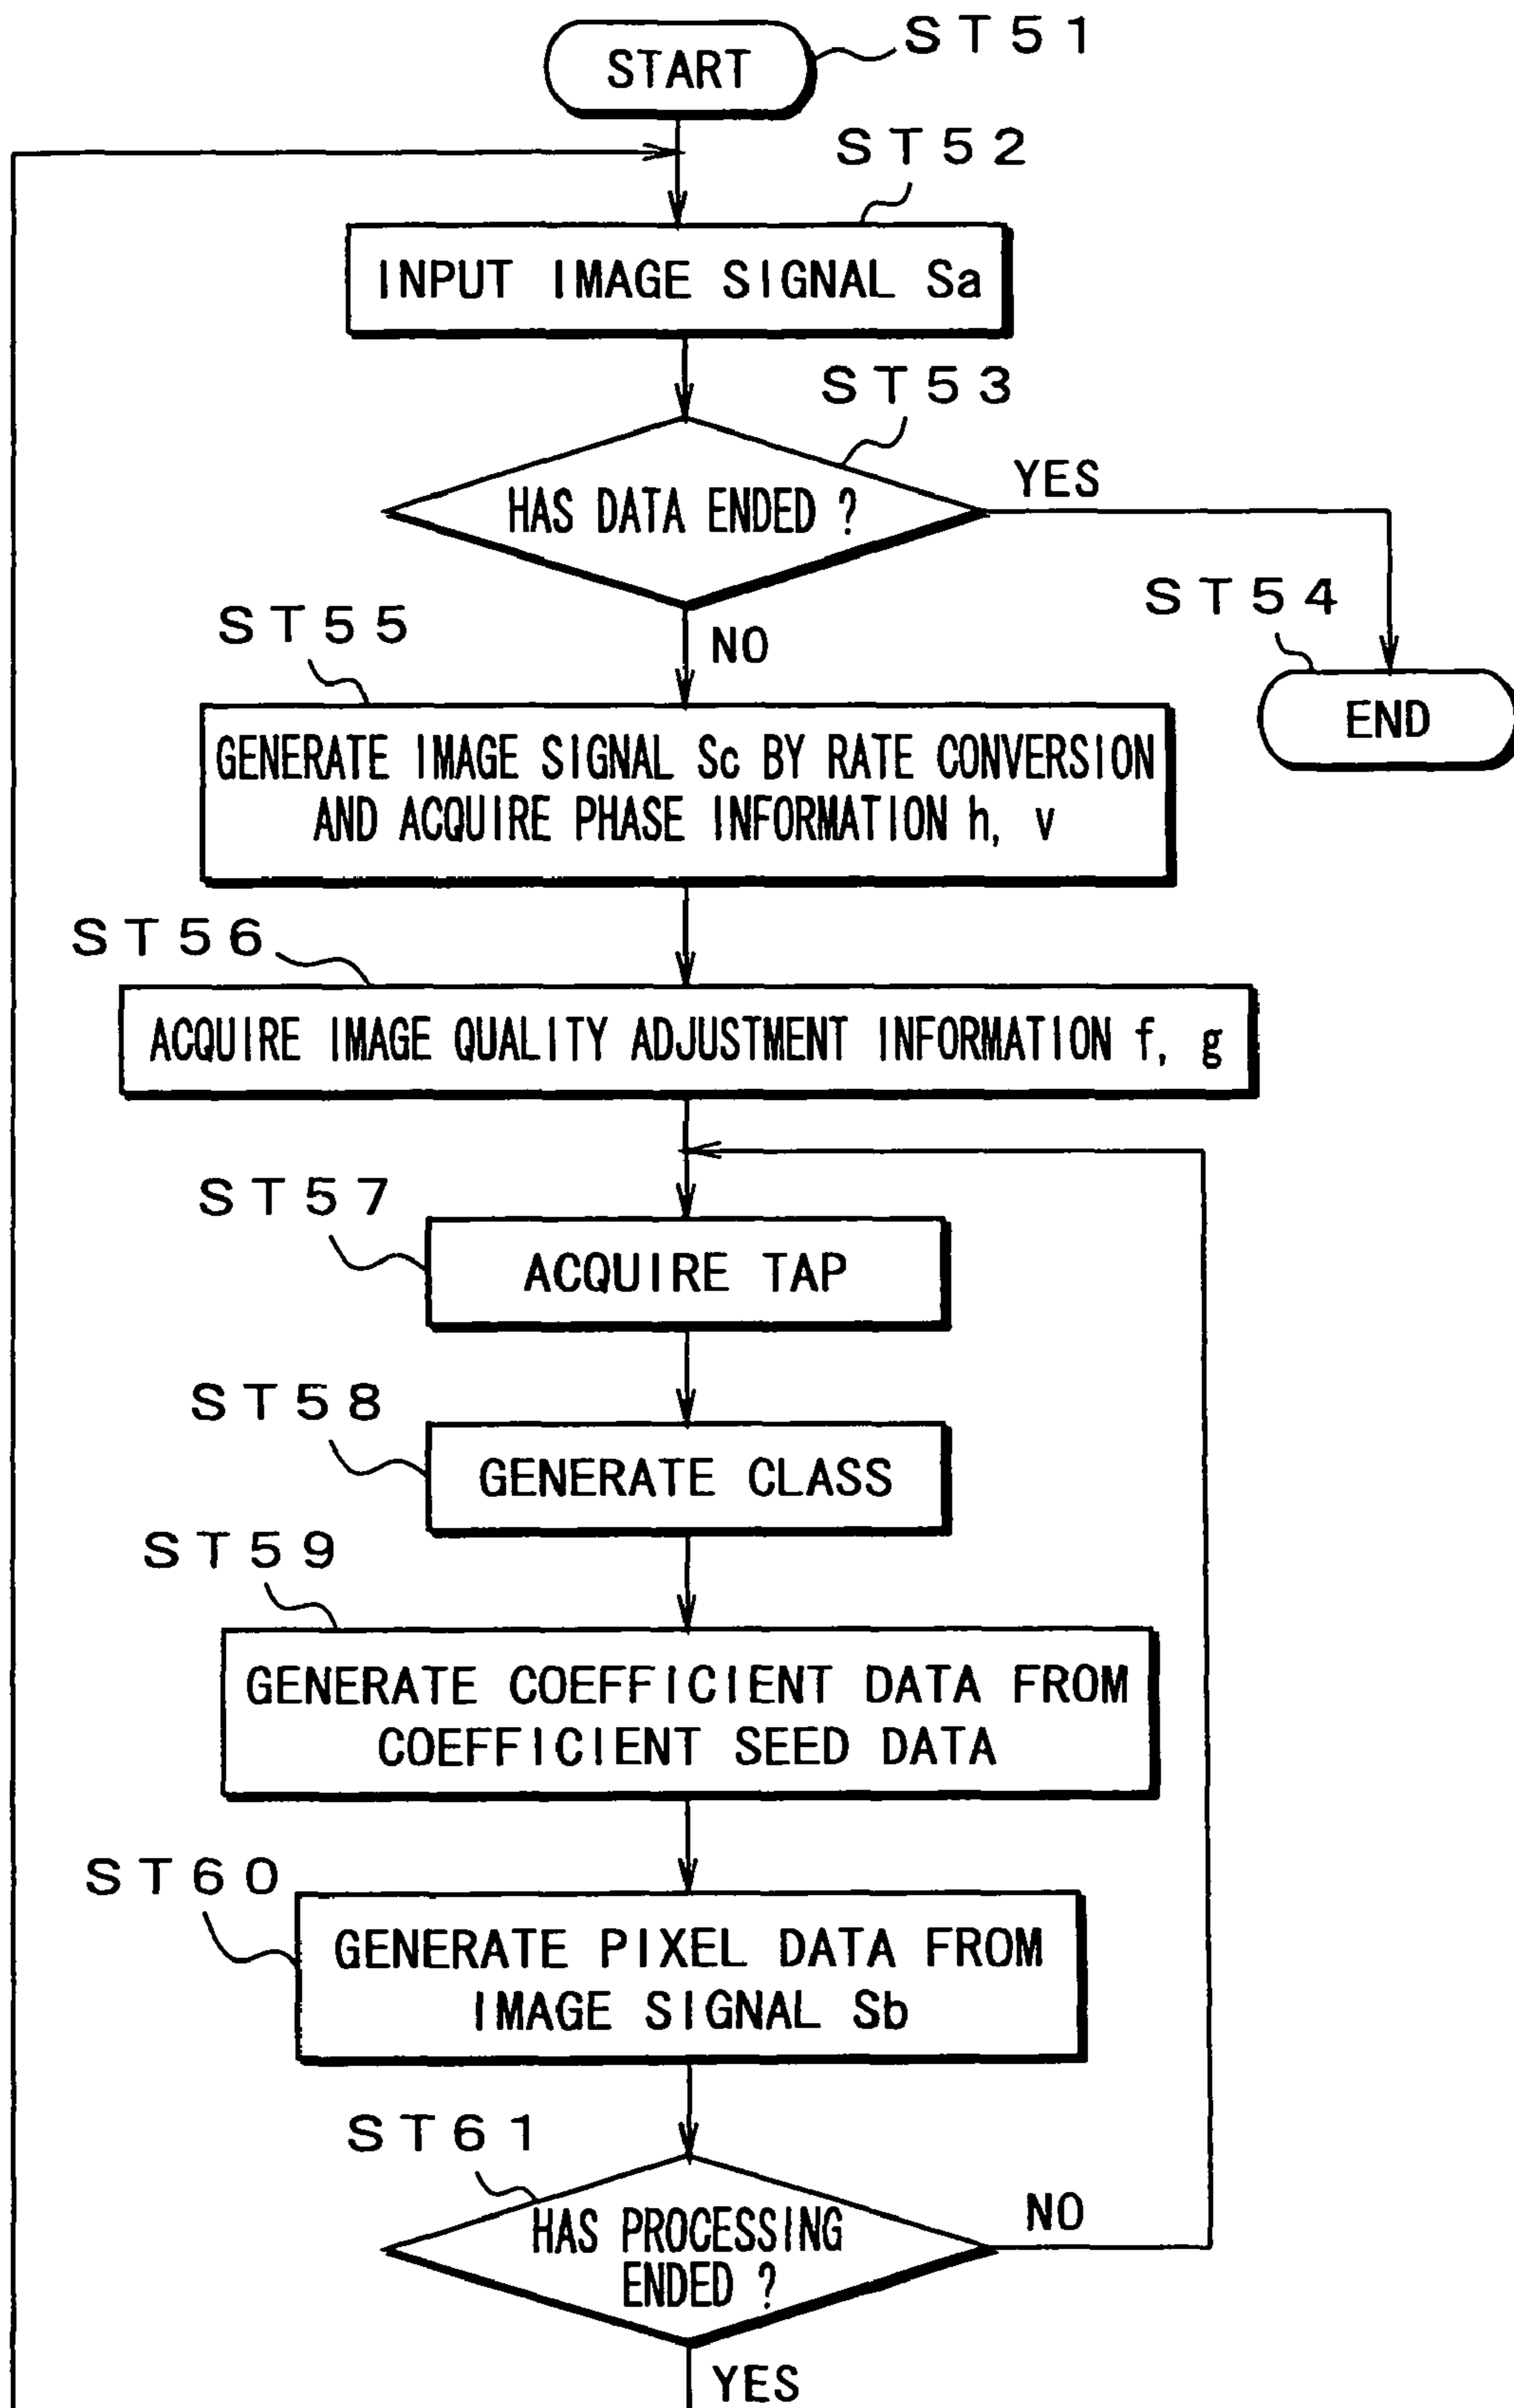 START
ST51
ST52
INPUT IMAGE SIGNAL Sa
ST53
HAS DATA ENDED ?
YES
ST54
END
NO
ST55
GENERATE IMAGE SIGNAL Sc BY RATE CONVERSION
AND ACQUIRE PHASE INFORMATION h, v
ST56
ACQUIRE IMAGE QUALITY ADJUSTMENT INFORMATION f, g
ST57
ACQUIRE TAP
ST58
GENERATE CLASS
ST59
GENERATE COEFFICIENT DATA FROM
COEFFICIENT SEED DATA
ST60
GENERATE PIXEL DATA FROM
IMAGE SIGNAL Sb
ST61
HAS PROCESSING
ENDED ?
NO
YES